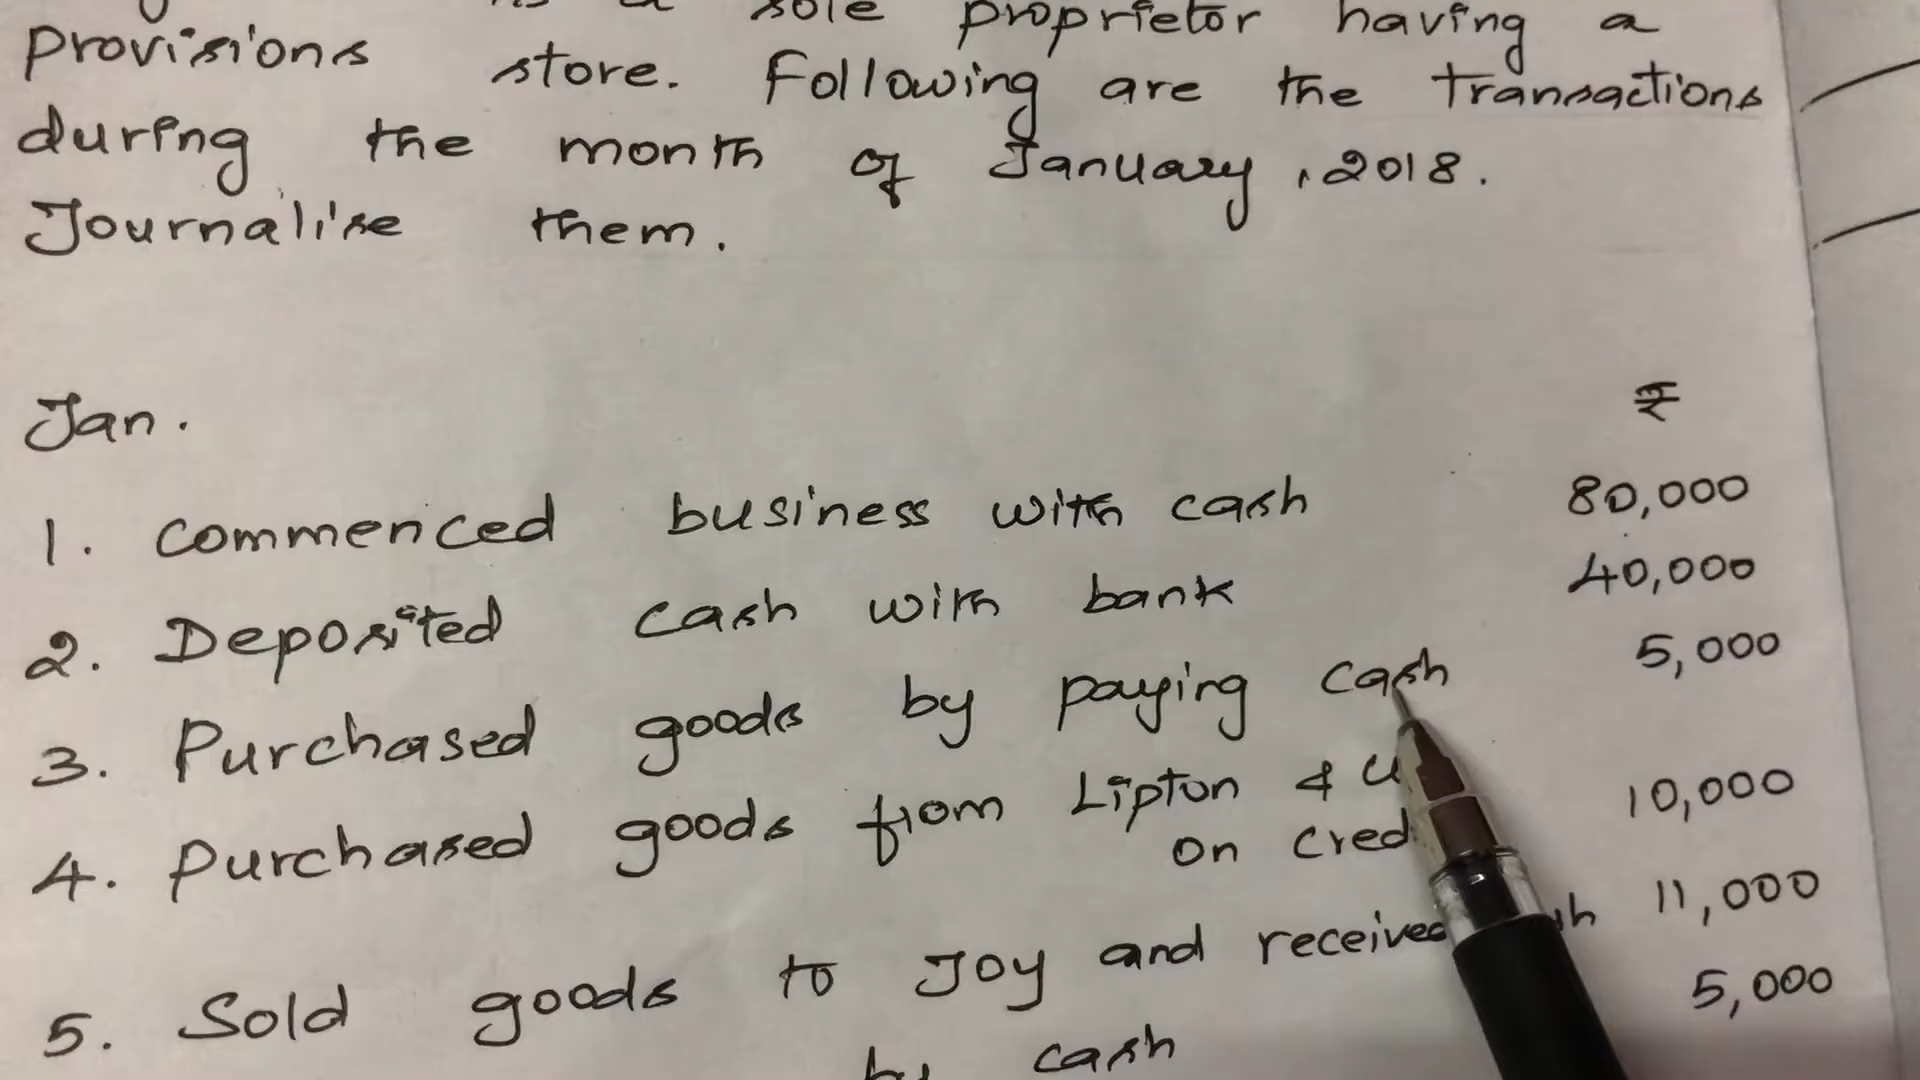 a sole proprietor having a
provisions store. Following are the transactions
during the month of January, 2018.
Journalise them.
Jan. ₹
1. Commenced business with cash 80,000
2. Deposited cash with bank 40,000
3. Purchased goods by paying cash 5,000
4. Purchased goods from Lipton &
on cred 10,000
5. Sold goods to Joy and received 11,000
cash 5,000